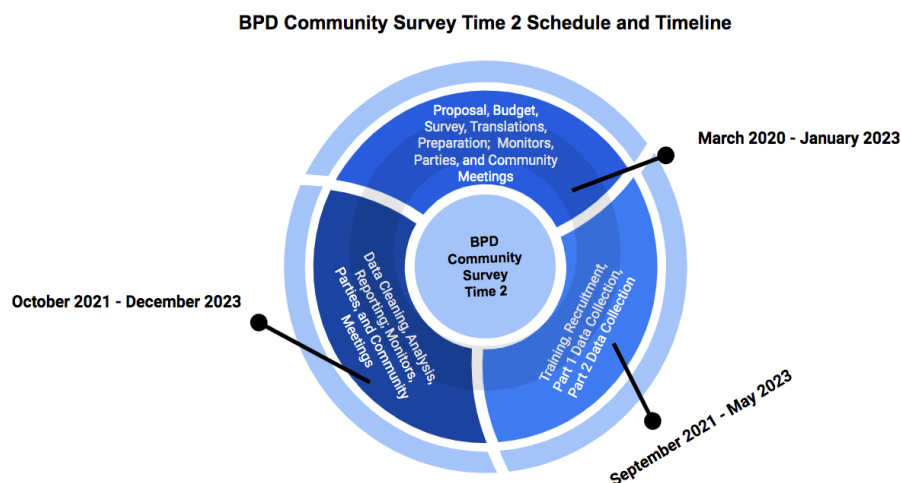 BPD Community Survey Time 2 Schedule and Timeline
Proposal, Budget,
Survey, Translations,
Preparation; Monitors,
Parties, and Community
Meetings
March 2020 - January 2023
BPD
Community
Survey
Time 2
Training, Recruitment,
Part 1 Data Collection,
Part 2 Data Collection
September 2021 - May 2023
Data Cleaning, Analysis,
Reporting; Monitors,
Parties, and Community
Meetings
October 2021 - December 2023